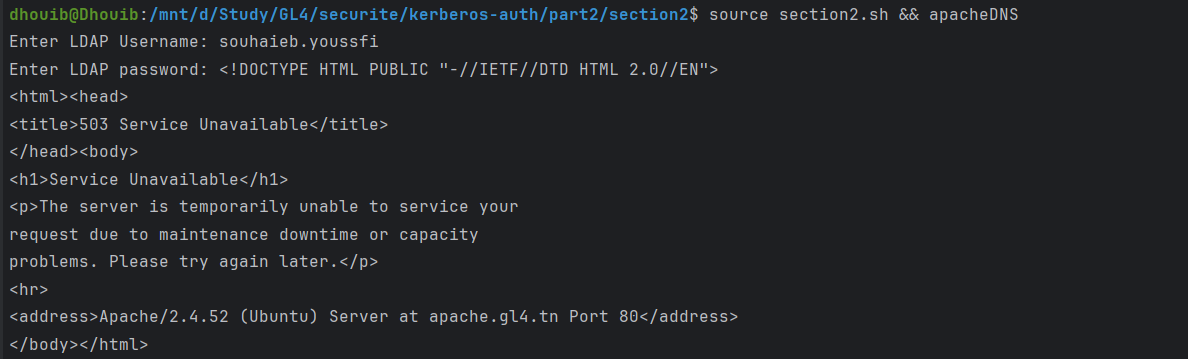 dhouib@Dhouib:/mnt/d/Study/GL4/securite/kerberos-auth/part2/section2$ source section2.sh && apacheDNS
Enter LDAP Username: souhaieb.youssfi
Enter LDAP password: <!DOCTYPE HTML PUBLIC "-//IETF//DTD HTML 2.0//EN">
<html><head>
<title>503 Service Unavailable</title>
</head><body>
<h1>Service Unavailable</h1>
<p>The server is temporarily unable to service your
request due to maintenance downtime or capacity
problems. Please try again later.</p>
<hr>
<address>Apache/2.4.52 (Ubuntu) Server at apache.gl4.tn Port 80</address>
</body></html>